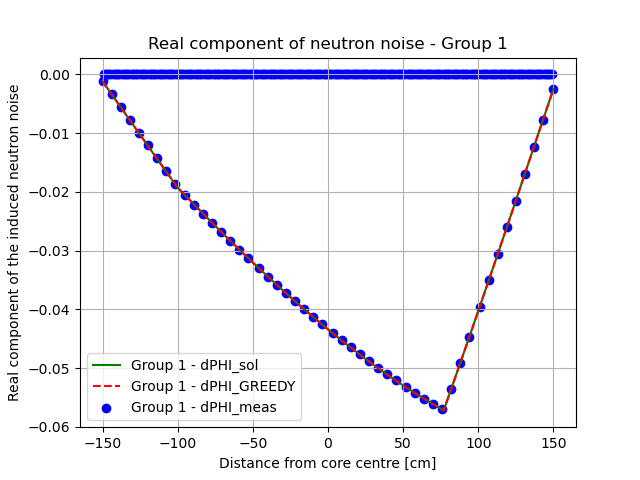 Real component of neutron noise - Group 1
Real component of the induced neutron noise
0.00
−0.01
−0.02
−0.03
−0.04
−0.05
−0.06
Group 1 - dPHI_sol
Group 1 - dPHI_GREEDY
Group 1 - dPHI_meas
−150
−100
−50
0
50
100
150
Distance from core centre [cm]